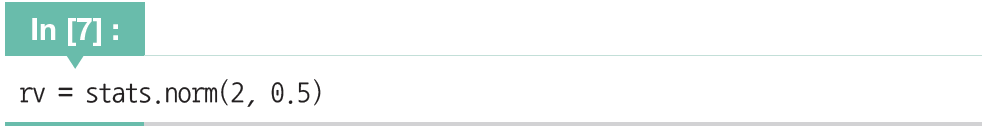 In [7] :
rv = stats.norm(2, 0.5)